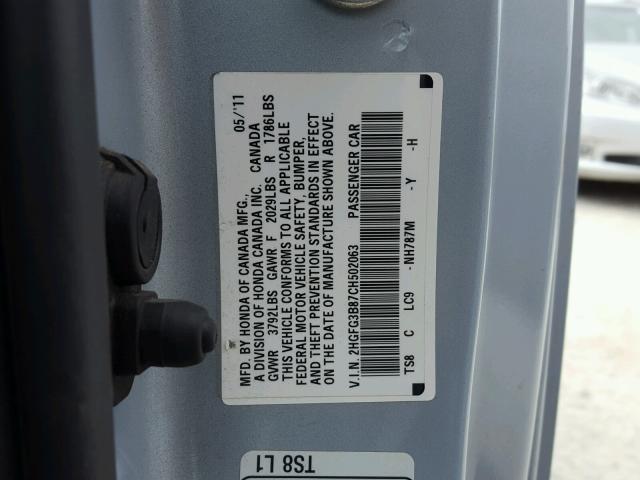 MFD. BY HONDA OF CANADA MFG., 05/'11
A DIVISION OF HONDA CANADA INC. CANADA
GVWR 3792LBS GAWR F 2029LBS R 1786LBS
THIS VEHICLE CONFORMS TO ALL APPLICABLE
FEDERAL MOTOR VEHICLE SAFETY, BUMPER,
AND THEFT PREVENTION STANDARDS IN EFFECT
ON THE DATE OF MANUFACTURE SHOWN ABOVE.
V.I.N. 2HGFG3B87CH502063 PASSENGER CAR
TS8 C LC9 -NH787M -Y -H
TS8 L1